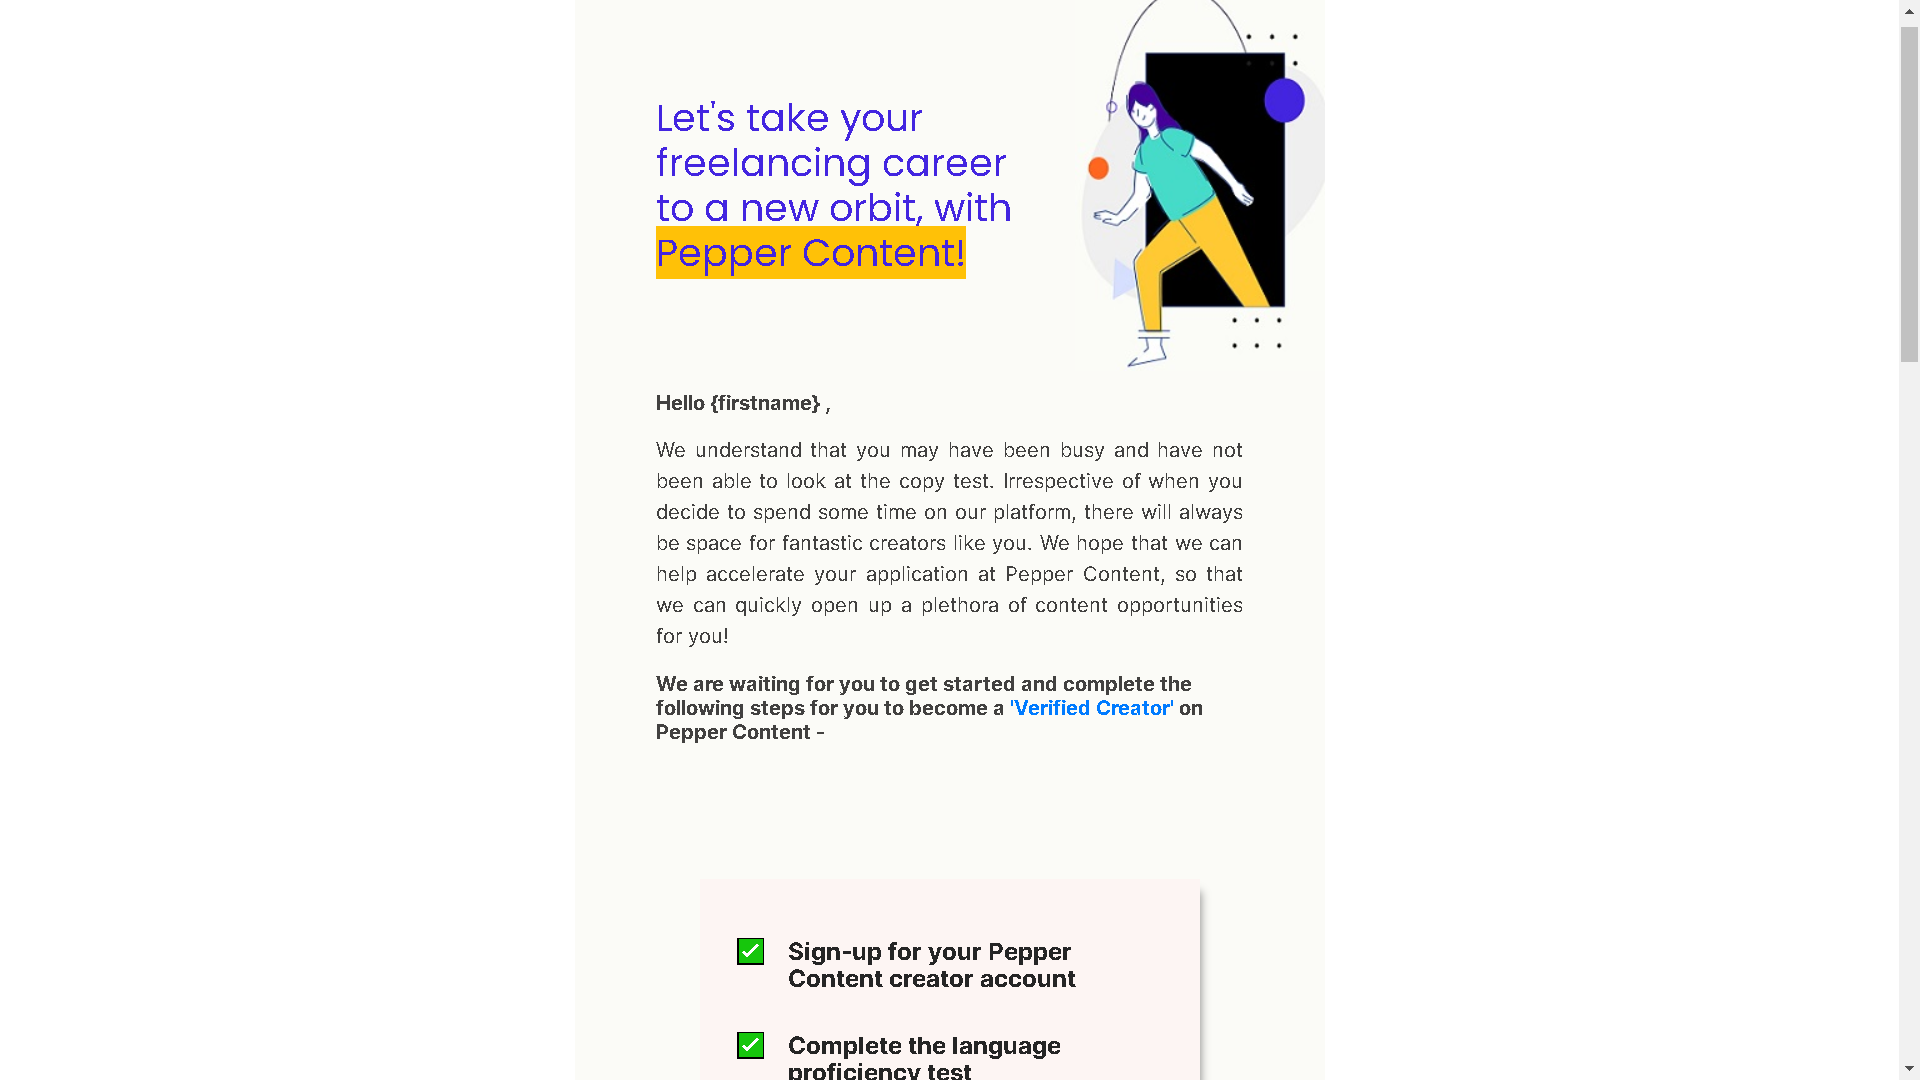 Let's take your
freelancing career
to a new orbit, with
Pepper Content!
Hello {firstname} ,
We understand that you may have been busy and have not
been able to look at the copy test. Irrespective of when you
decide to spend some time on our platform, there will always
be space for fantastic creators like you. We hope that we can
help accelerate your application at Pepper Content, so that
we can quickly open up a plethora of content opportunities
for you!
We are waiting for you to get started and complete the
following steps for you to become a 'Verified Creator' on
Pepper Content -
Sign-up for your Pepper
Content creator account
Complete the language
proficiency test